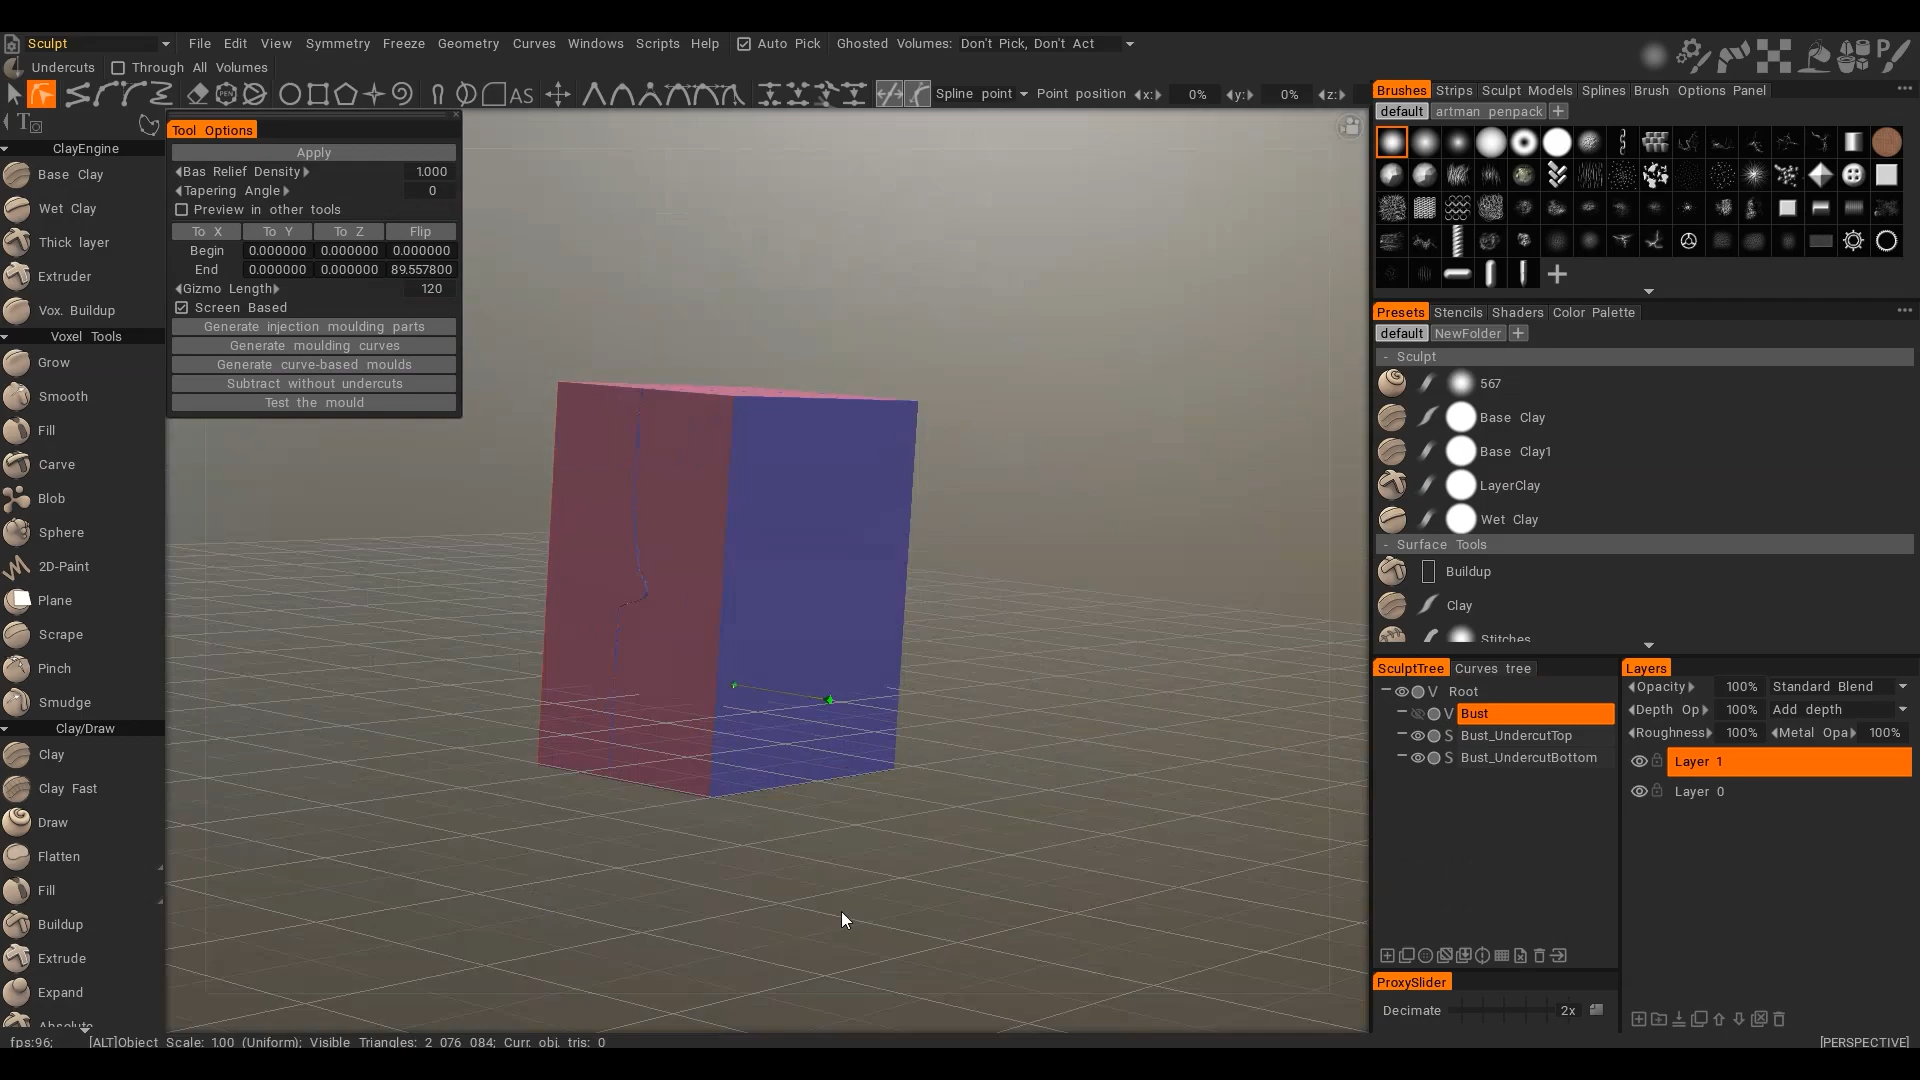 Sculpt File Edit View Symmetry Freeze Geometry Curves Windows Scripts Help Auto Pick Ghosted Volumes: Don't Pick, Don't Act
Undercuts Through All Volumes
AS Spline point Point position x: 0% y: 0% z:
Brushes Strips Sculpt Models Splines Brush Options Panel
default artman penpack
Tool Options
Apply
Bas Relief Density 1.000
Tapering Angle 0
Preview in other tools
To X To Y To Z Flip
Begin 0.000000 0.000000 0.000000
End 0.000000 0.000000 89.557800
Gizmo Length 120
Screen Based
Generate injection moulding parts
Generate moulding curves
Generate curve-based moulds
Subtract without undercuts
Test the mould
ClayEngine
Base Clay
Wet Clay
Thick layer
Extruder
Vox. Buildup
Voxel Tools
Grow
Smooth
Fill
Carve
Blob
Sphere
2D-Paint
Plane
Scrape
Pinch
Smudge
Clay/Draw
Clay
Clay Fast
Draw
Flatten
Fill
Buildup
Extrude
Expand
Absolute
Presets Stencils Shaders Color Palette
default NewFolder
- Sculpt
567
Base Clay
Base Clay1
LayerClay
Wet Clay
- Surface Tools
Buildup
Clay
Stitches
SculptTree Curves tree
V Root
V Bust
S Bust_UndercutTop
S Bust_UndercutBottom
Layers
Opacity 100% Standard Blend
Depth Op 100% Add depth
Roughness 100% Metal Opa 100%
Layer 1
Layer 0
ProxySlider
Decimate 2x
fps:96; [ALT]Object Scale: 1.00 (Uniform); Visible Triangles: 2 076 084; Curr. obj. tris: 0 [PERSPECTIVE]